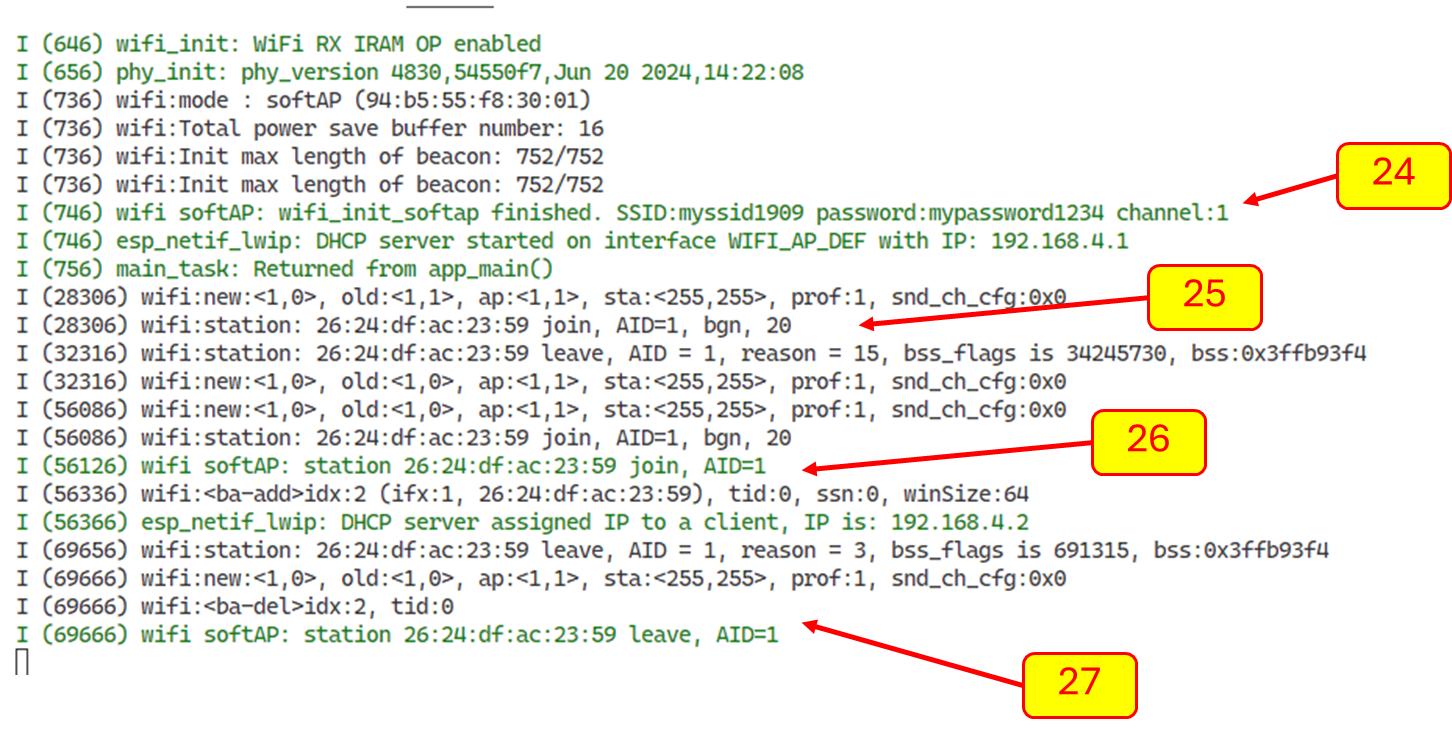 I (646) wifi_init: WiFi RX IRAM OP enabled
I (656) phy_init: phy_version 4830,54550f7,Jun 20 2024,14:22:08
I (736) wifi:mode : softAP (94:b5:55:f8:30:01)
I (736) wifi:Total power save buffer number: 16
I (736) wifi:Init max length of beacon: 752/752
I (736) wifi:Init max length of beacon: 752/752
24
I (746) wifi softAP: wifi_init_softap finished. SSID:myssid1909 password:mypassword1234 channel:1
I (746) esp_netif_lwip: DHCP server started on interface WIFI_AP_DEF with IP: 192.168.4.1
I (756) main_task: Returned from app_main()
I (28306) wifi:new:<1,0>, old:<1,1>, ap:<1,1>, sta:<255,255>, prof:1, snd_ch_cfg:0x0
25
I (28306) wifi:station: 26:24:df:ac:23:59 join, AID=1, bgn, 20
I (32316) wifi:station: 26:24:df:ac:23:59 leave, AID = 1, reason = 15, bss_flags is 34245730, bss:0x3ffb93f4
I (32316) wifi:new:<1,0>, old:<1,0>, ap:<1,1>, sta:<255,255>, prof:1, snd_ch_cfg:0x0
I (56086) wifi:new:<1,0>, old:<1,0>, ap:<1,1>, sta:<255,255>, prof:1, snd_ch_cfg:0x0
I (56086) wifi:station: 26:24:df:ac:23:59 join, AID=1, bgn, 20
26
I (56126) wifi softAP: station 26:24:df:ac:23:59 join, AID=1
I (56336) wifi:<ba-add>idx:2 (ifx:1, 26:24:df:ac:23:59), tid:0, ssn:0, winSize:64
I (56366) esp_netif_lwip: DHCP server assigned IP to a client, IP is: 192.168.4.2
I (69656) wifi:station: 26:24:df:ac:23:59 leave, AID = 1, reason = 3, bss_flags is 691315, bss:0x3ffb93f4
I (69666) wifi:new:<1,0>, old:<1,0>, ap:<1,1>, sta:<255,255>, prof:1, snd_ch_cfg:0x0
I (69666) wifi:<ba-del>idx:2, tid:0
I (69666) wifi softAP: station 26:24:df:ac:23:59 leave, AID=1
27